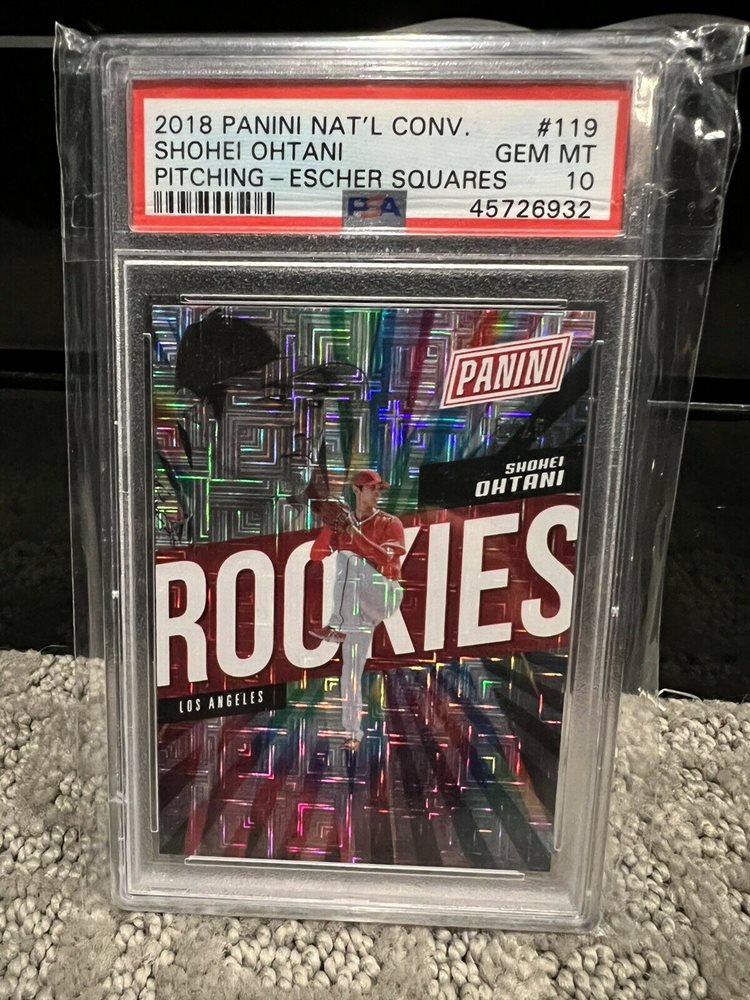 2018 PANINI NAT'L CONV. #119
SHOHEI OHTANI GEM MT
PITCHING - ESCHER SQUARES 10
PSA 45726932
PANINI
SHOHEI
OHTANI
ROOKIES
LOS ANGELES